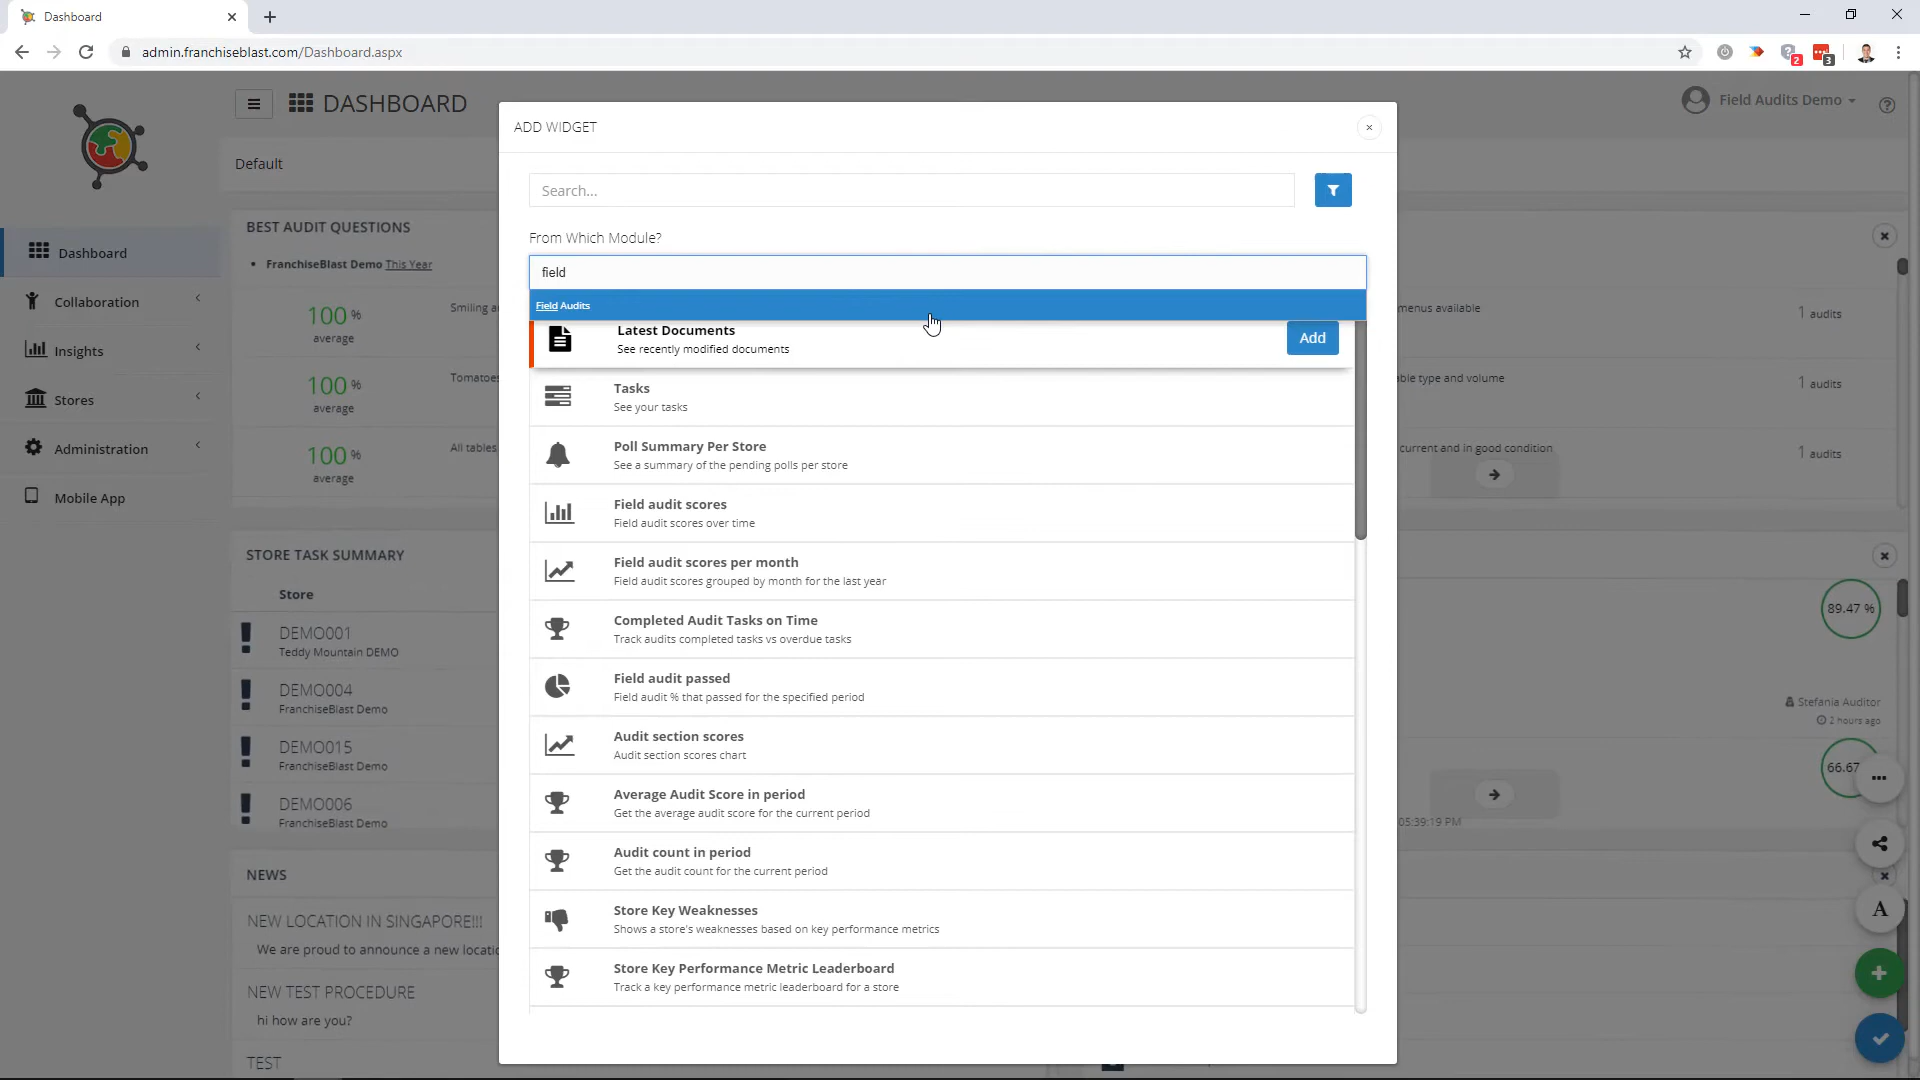 Dashboard
admin.franchiseblast.com/Dashboard.aspx
2
3
DASHBOARD
Field Audits Demo
Default
Dashboard
Collaboration
Insights
Stores
Administration
Mobile App
BEST AUDIT QUESTIONS
FranchiseBlast Demo This Year
100 %
average
Smiling a
100 %
average
Tomatoes
100 %
average
All tables
STORE TASK SUMMARY
Store
DEMO001
Teddy Mountain DEMO
DEMO004
FranchiseBlast Demo
DEMO015
FranchiseBlast Demo
DEMO006
FranchiseBlast Demo
NEWS
NEW LOCATION IN SINGAPORE!!!
We are proud to announce a new locatio
NEW TEST PROCEDURE
hi how are you?
TEST
ADD WIDGET
Search...
From Which Module?
field
Field Audits
Latest Documents
See recently modified documents
Add
Tasks
See your tasks
Poll Summary Per Store
See a summary of the pending polls per store
Field audit scores
Field audit scores over time
Field audit scores per month
Field audit scores grouped by month for the last year
Completed Audit Tasks on Time
Track audits completed tasks vs overdue tasks
Field audit passed
Field audit % that passed for the specified period
Audit section scores
Audit section scores chart
Average Audit Score in period
Get the average audit score for the current period
Audit count in period
Get the audit count for the current period
Store Key Weaknesses
Shows a store's weaknesses based on key performance metrics
Store Key Performance Metric Leaderboard
Track a key performance metric leaderboard for a store
menus available
1 audits
ble type and volume
1 audits
current and in good condition
1 audits
89.47 %
Stefania Auditor
2 hours ago
66.67
05:39:19 PM
A